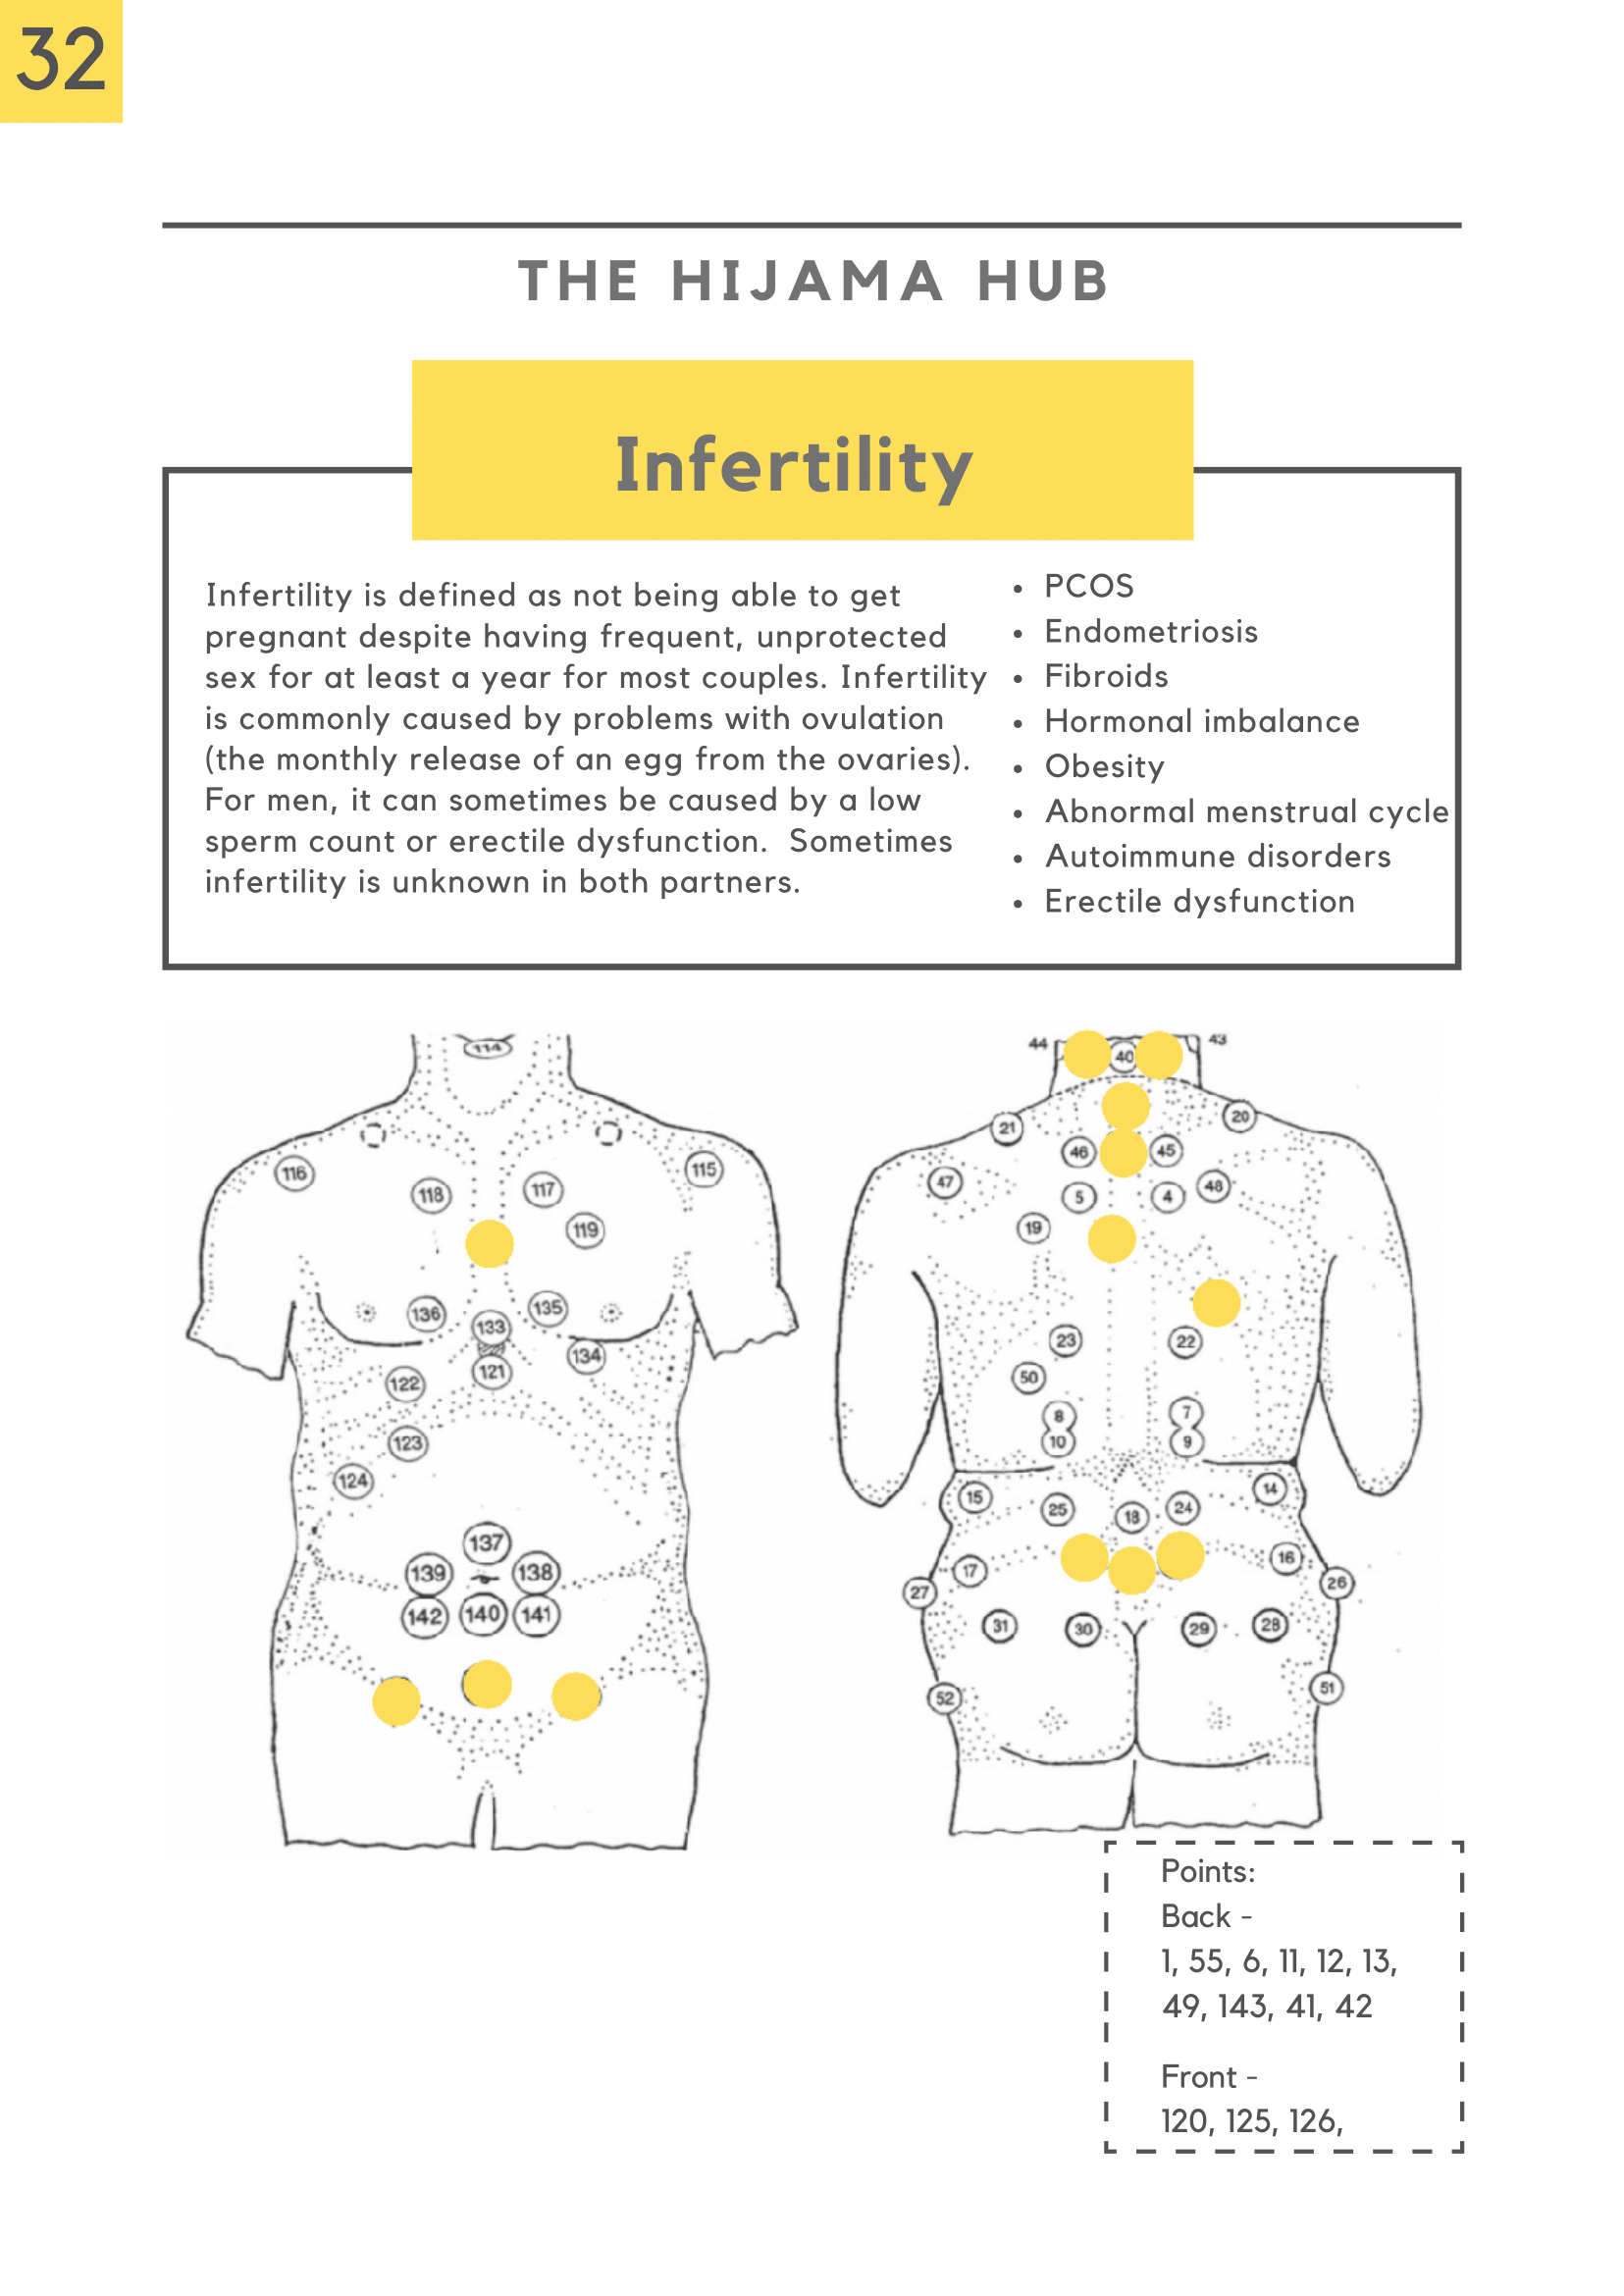 32
THE HIJAMA HUB
Infertility
Infertility is defined as not being able to get
pregnant despite having frequent, unprotected
sex for at least a year for most couples. Infertility
is commonly caused by problems with ovulation
(the monthly release of an egg from the ovaries).
For men, it can sometimes be caused by a low
sperm count or erectile dysfunction.  Sometimes
infertility is unknown in both partners.
• PCOS
• Endometriosis
• Fibroids
• Hormonal imbalance
• Obesity
• Abnormal menstrual cycle
• Autoimmune disorders
• Erectile dysfunction
114
116
115
118
117
119
136
135
133
134
121
122
123
124
137
139
138
142
140
141
44
40
43
21
20
46
45
47
5
4
48
19
23
22
50
8
7
10
9
15
14
25
18
24
17
16
27
26
31
30
29
28
52
51
Points:
Back -
1, 55, 6, 11, 12, 13,
49, 143, 41, 42
Front -
120, 125, 126,